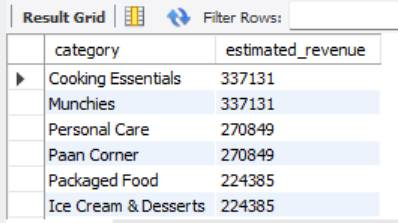 Result Grid Filter Rows:
category estimated_revenue
Cooking Essentials 337131
Munchies 337131
Personal Care 270849
Paan Corner 270849
Packaged Food 224385
Ice Cream & Desserts 224385